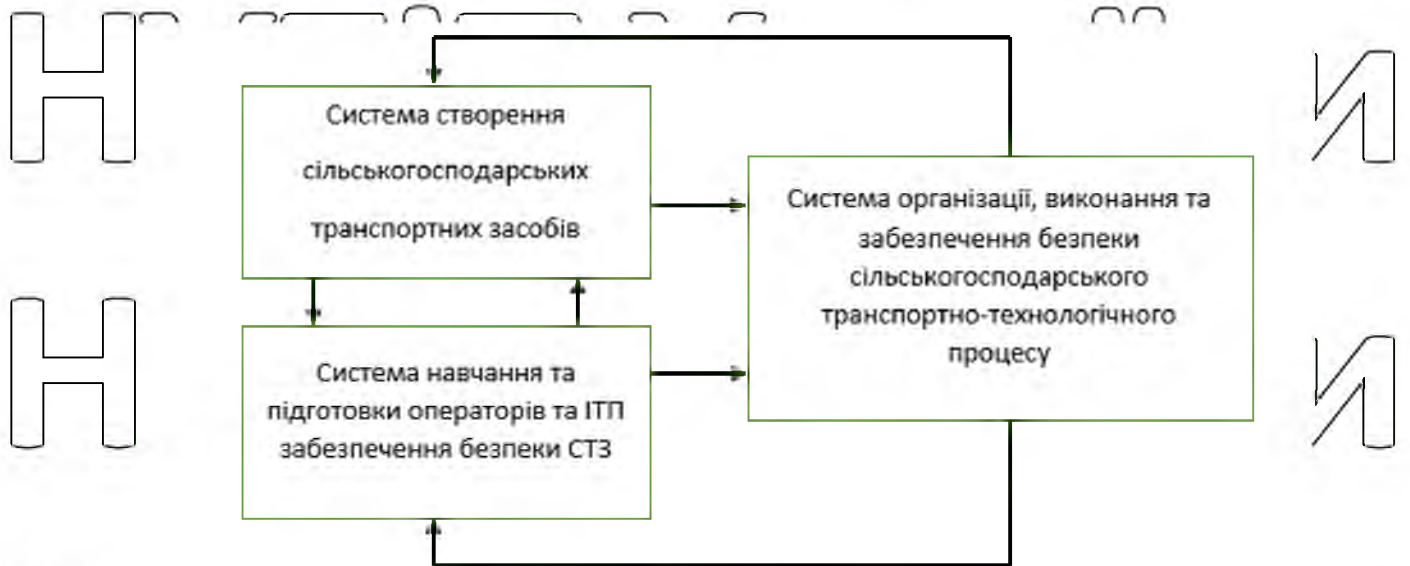 Система створення
сільськогосподарських
транспортних засобів
Система організації, виконання та
забезпечення безпеки
сільськогосподарського
транспортно-технологічного
процесу
Система навчання та
підготовки операторів та ІТП
забезпечення безпеки СТЗ
Н
И
Н
И